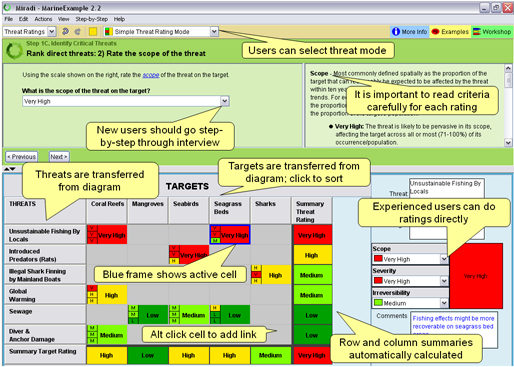 Miradi - MarineExample 2.2
File Edit Actions View Step-by-Step Help
Threat Ratings
Simple Threat Rating Mode
More Info Examples Workshop
Step 1C. Identify Critical Threats
Rank direct threats: 2) Rate the scope of the threat
Users can select threat mode
Using the scale shown on the right, rate the scope of the threat on the target.
What is the scope of the threat on the target?
Very High
Scope - Most commonly defined spatially as the proportion of the target
that can
be expected to be affected by the threat
within ten
trends. For
the proportion
the proportion
It is important to read criteria
carefully for each rating
Very High: The threat is likely to be pervasive in its scope,
affecting the target across all or most (71-100%) of its
occurrence/population.
New users should go step-
by-step through interview
< Previous Next >
Threats are transferred
from diagram
Targets are transferred from
diagram; click to sort
TARGETS
THREATS Coral Reefs Mangroves Seabirds Seagrass Beds Sharks Summary Threat Rating
Unsustainable Fishing By Locals Very High Very High Very High
Introduced Predators (Rats) Very High High
Illegal Shark Finning by Mainland Boats High Medium
Global Warming High Medium
Sewage Low Medium Low Low
Diver & Anchor Damage Medium Low
Summary Target Rating High Low High High Medium Very High
Blue frame shows active cell
Alt click cell to add link
Threat:
Unsustainable Fishing By
Locals
Experienced users can do
ratings directly
Scope
Very High
Severity
Very High
Irreversibility
Medium
Very High
Comments
Fishing effects might be more
recoverable on seagrass bed
Row and column summaries
automatically calculated